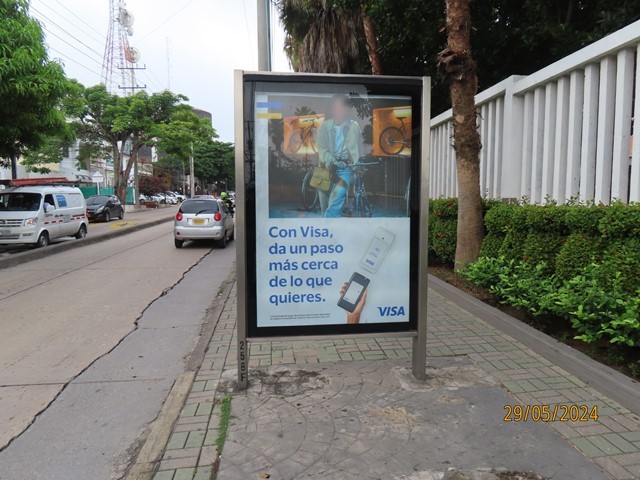 Con Visa,
da un paso
más cerca
de lo que
quieres.
VISA
29/05/2024